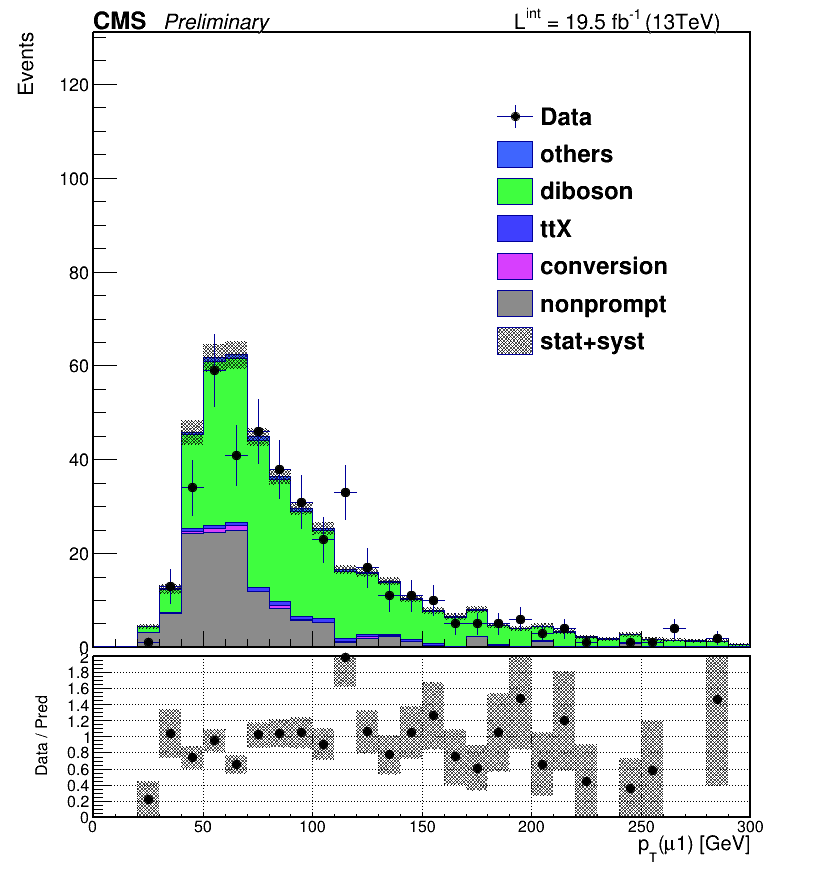 CMS Preliminary L^int = 19.5 fb^-1 (13TeV)
Events
120
100
80
60
40
20
0
Data
others
diboson
ttX
conversion
nonprompt
stat+syst
Data / Pred
2
1.8
1.6
1.4
1.2
1
0.8
0.6
0.4
0.2
0
0 50 100 150 200 250 300
p_T(μ1) [GeV]